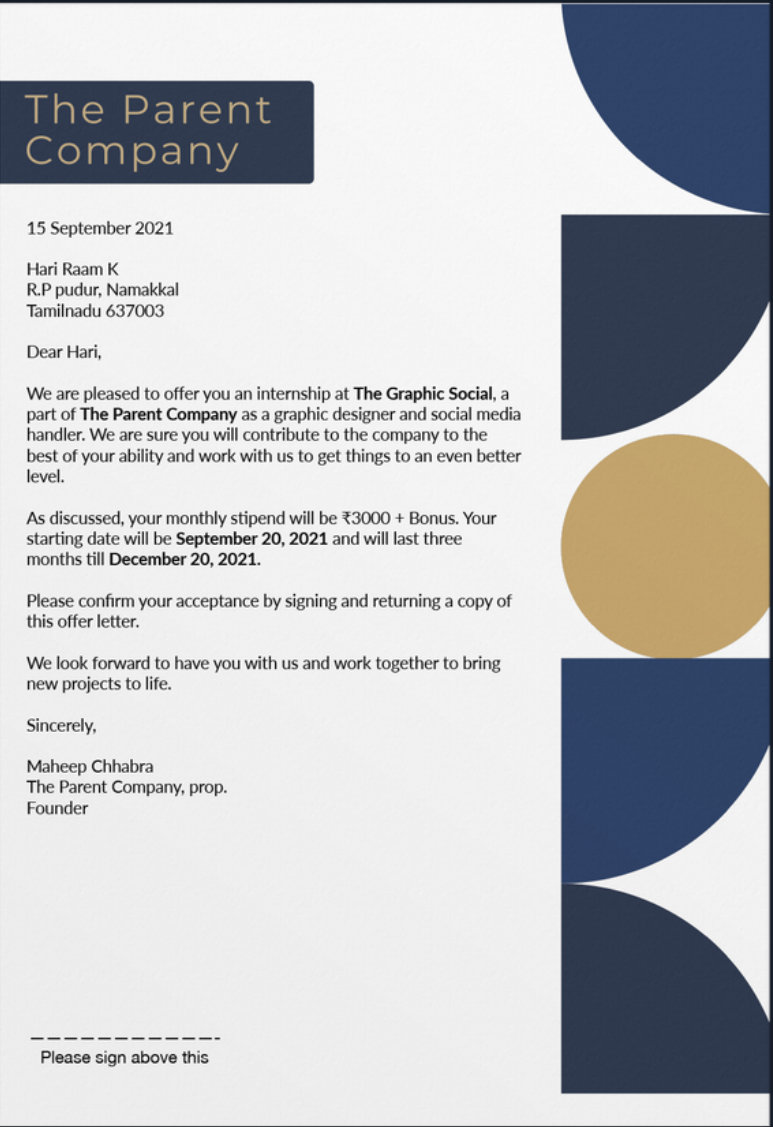 The Parent
Company
15 September 2021
Hari Raam K
R.P pudur, Namakkal
Tamilnadu 637003
Dear Hari,
We are pleased to offer you an internship at The Graphic Social, a
part of The Parent Company as a graphic designer and social media
handler. We are sure you will contribute to the company to the
best of your ability and work with us to get things to an even better
level.
As discussed, your monthly stipend will be ₹3000 + Bonus. Your
starting date will be September 20, 2021 and will last three
months till December 20, 2021.
Please confirm your acceptance by signing and returning a copy of
this offer letter.
We look forward to have you with us and work together to bring
new projects to life.
Sincerely,
Maheep Chhabra
The Parent Company, prop.
Founder
Please sign above this